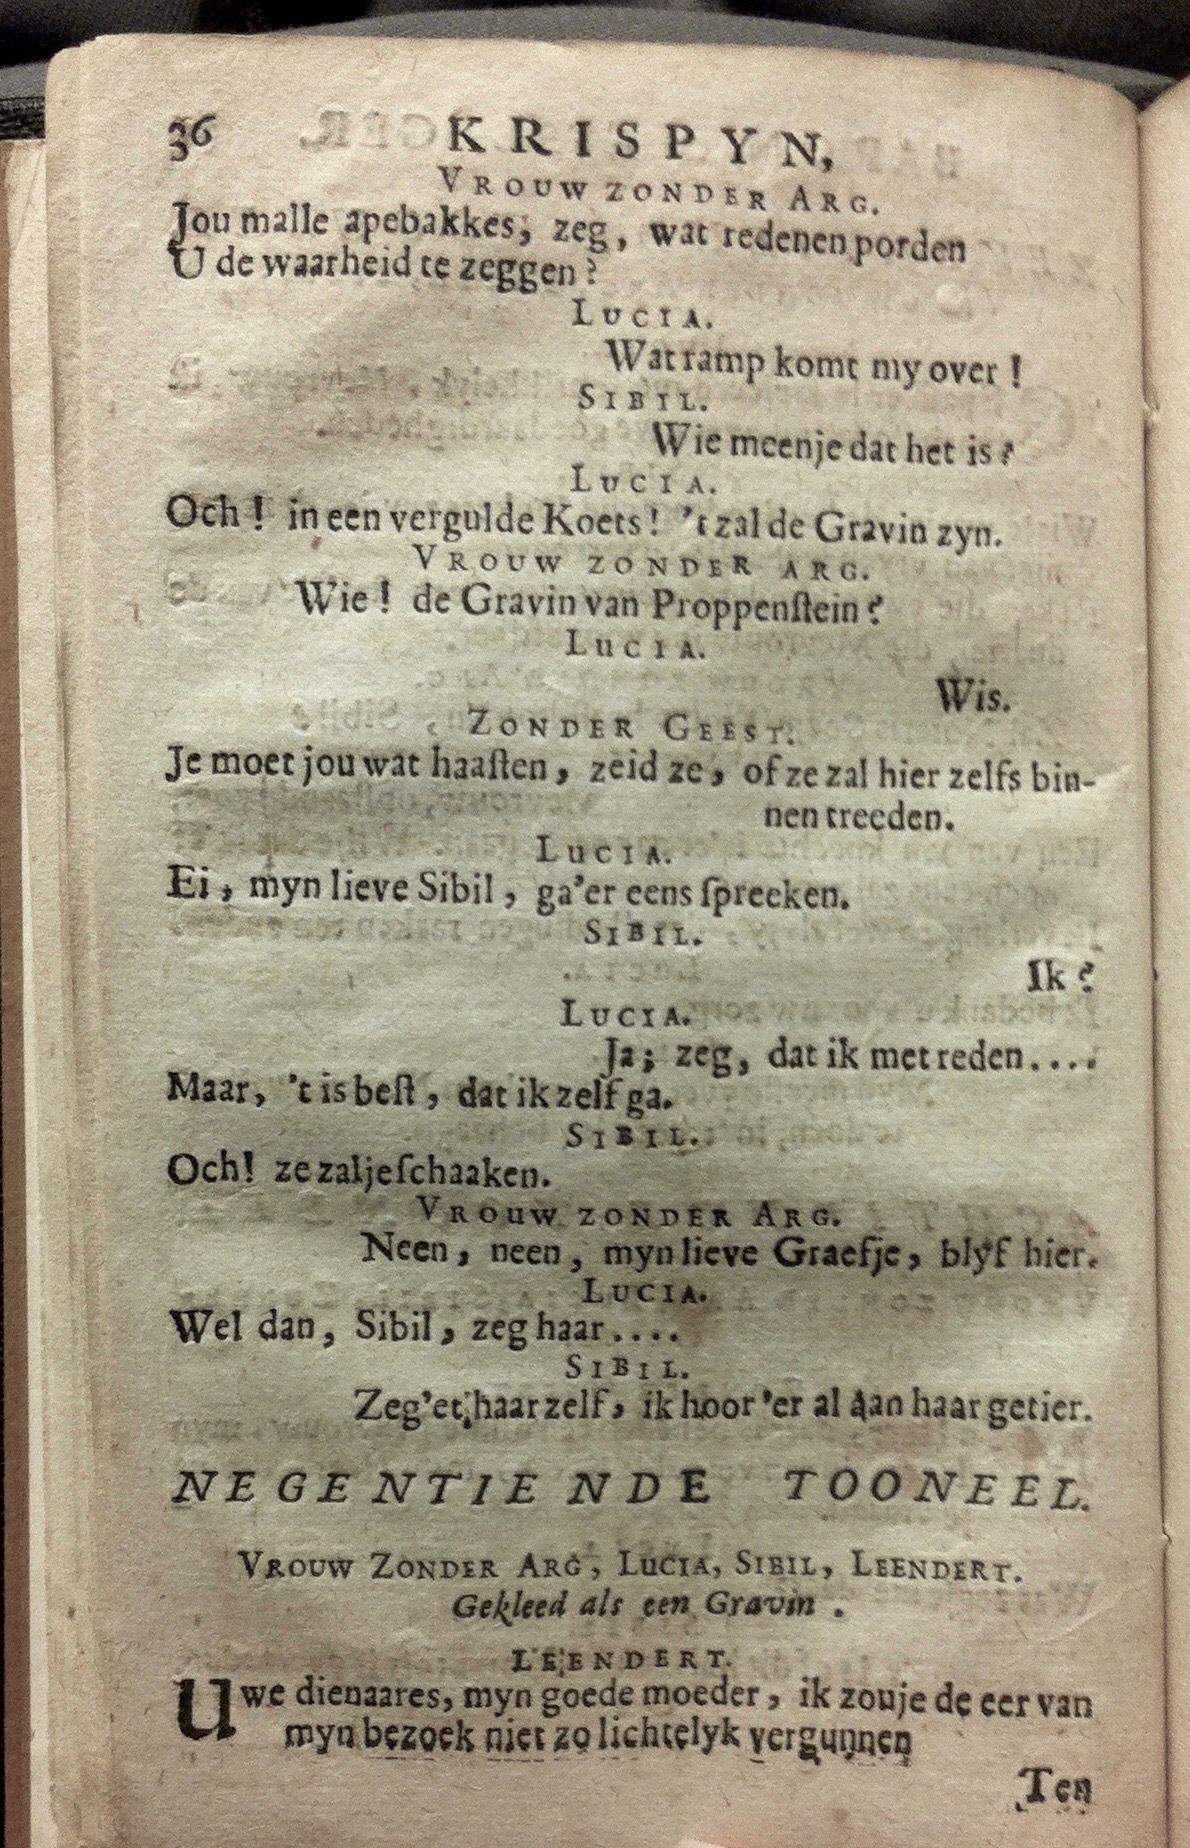 36 KRISPYN,
VROUW ZONDER ARG.
Jou malle apebakkes; zeg, wat redenen porden
U de waarheid te zeggen?
LUCIA.
Wat ramp komt my over!
SIBIL.
Wie meenje dat het is?
LUCIA.
Och! in een vergulde Koets! 't zal de Gravin zyn.
VROUW ZONDER ARG.
Wie! de Gravin van Proppenſtein?
LUCIA.
Wis.
ZONDER GEEST.
Je moet jou wat haaſten, zeid ze, of ze zal hier zelfs bin-
nen treeden.
LUCIA.
Ei, myn lieve Sibil, ga'er eens ſpreeken.
SIBIL.
Ik?
LUCIA.
Ja; zeg, dat ik met reden....
Maar, 't is beſt, dat ik zelf ga.
SIBIL.
Och! ze zalje ſchaaken.
VROUW ZONDER ARG.
Neen, neen, myn lieve Graefje, blyf hier.
LUCIA.
Wel dan, Sibil, zeg haar....
SIBIL.
Zeg'et haar zelf, ik hoor 'er al aan haar getier.
NEGENTIENDE TOONEEL.
VROUW ZONDER ARG, LUCIA, SIBIL, LEENDERT.
Gekleed als een Gravin.
LEENDERT.
Uwe dienaares, myn goede moeder, ik zouje de eer van
myn bezoek niet zo lichtelyk vergunnen
Ten